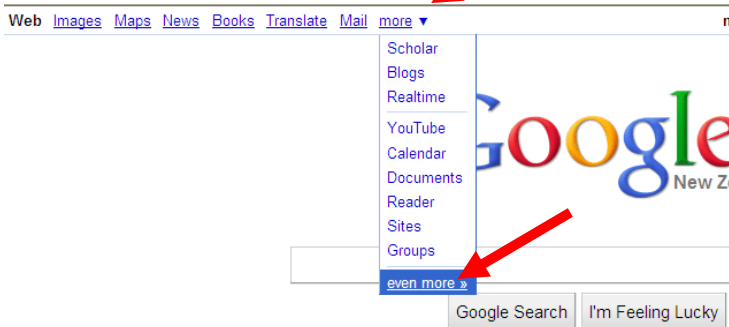 Web Images Maps News Books Translate Mail more ▼
Scholar
Blogs
Realtime
YouTube
Calendar
Documents
Reader
Sites
Groups
even more »
Google
New
Google Search I'm Feeling Lucky